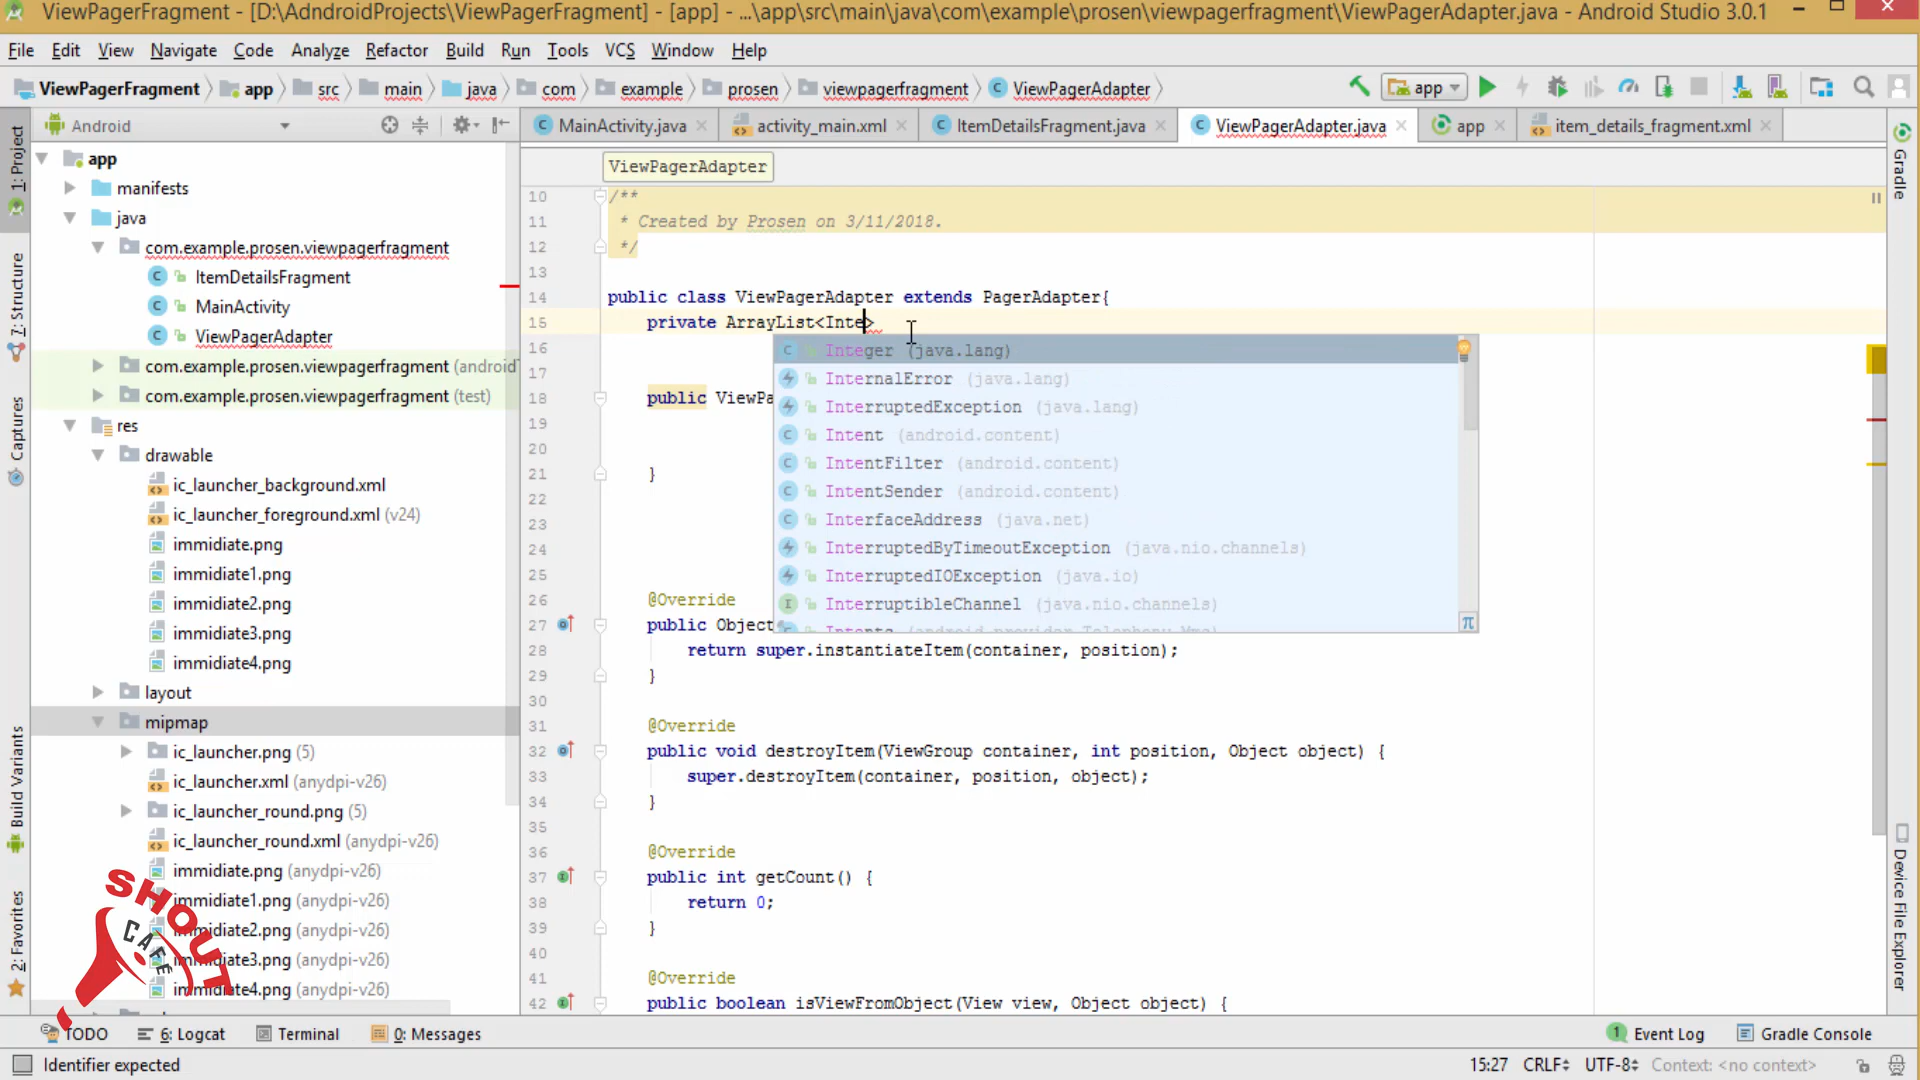 ViewPagerFragment - [D:\AdndroidProjects\ViewPagerFragment] - [app] - ...\app\src\main\java\com\example\prosen\viewpagerfragment\ViewPagerAdapter.java - Android Studio 3.0.1
File Edit View Navigate Code Analyze Refactor Build Run Tools VCS Window Help
ViewPagerFragment app src main java com example prosen viewpagerfragment ViewPagerAdapter app
Android
MainActivity.java activity_main.xml ItemDetailsFragment.java ViewPagerAdapter.java app item_details_fragment.xml
1: Project
7: Structure
Captures
Build Variants
2: Favorites
app
manifests
java
com.example.prosen.viewpagerfragment
ItemDetailsFragment
MainActivity
ViewPagerAdapter
com.example.prosen.viewpagerfragment (android
com.example.prosen.viewpagerfragment (test)
res
drawable
ic_launcher_background.xml
ic_launcher_foreground.xml (v24)
immidiate.png
immidiate1.png
immidiate2.png
immidiate3.png
immidiate4.png
layout
mipmap
ic_launcher.png (5)
ic_launcher.xml (anydpi-v26)
ic_launcher_round.png (5)
ic_launcher_round.xml (anydpi-v26)
immidiate.png (anydpi-v26)
immidiate1.png (anydpi-v26)
immidiate2.png (anydpi-v26)
immidiate3.png (anydpi-v26)
immidiate4.png (anydpi-v26)
SHOUT
CAFE
ViewPagerAdapter
10 /**
11 * Created by Prosen on 3/11/2018.
12 */
13
14 public class ViewPagerAdapter extends PagerAdapter{
15 private ArrayList<Inte>
16
17
18 public ViewPa
19
20
21 }
22
23
24
25
26 @Override
27 public Object
28 return super.instantiateItem(container, position);
29 }
30
31 @Override
32 public void destroyItem(ViewGroup container, int position, Object object) {
33 super.destroyItem(container, position, object);
34 }
35
36 @Override
37 public int getCount() {
38 return 0;
39 }
40
41 @Override
42 public boolean isViewFromObject(View view, Object object) {
Integer (java.lang)
InternalError (java.lang)
InterruptedException (java.lang)
Intent (android.content)
IntentFilter (android.content)
IntentSender (android.content)
InterfaceAddress (java.net)
InterruptedByTimeoutException (java.nio.channels)
InterruptedIOException (java.io)
InterruptibleChannel (java.nio.channels)
Intents (android.provider.Telephony.Mms)
π
Gradle
Device File Explorer
TODO 6: Logcat Terminal 0: Messages 1 Event Log Gradle Console
Identifier expected 15:27 CRLF UTF-8 Context: <no context>